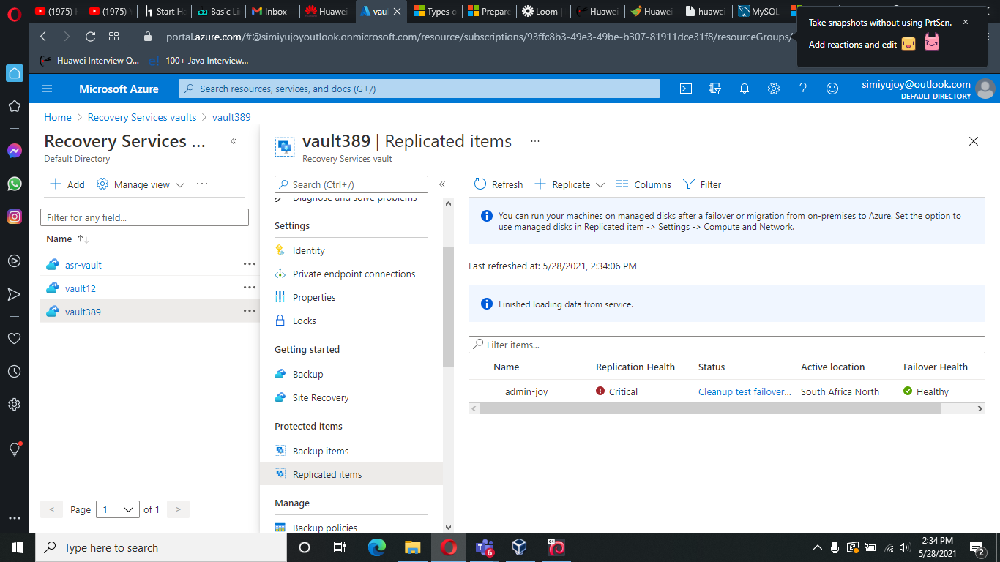 (1975) 
(1975) Y
Start Ha
Basic Li
Inbox -
Huawei
vau
Types o
Prepare
Loom |
Huawei
Huawei
huawei
MySQL
portal.azure.com/#@simiyujoyoutlook.onmicrosoft.com/resource/subscriptions/93ffc8b3-49e3-49be-b307-81911dce31f8/resourceGroups/
Take snapshots without using PrtScn.
Add reactions and edit
Huawei Interview Q...
100+ Java Interview...
Microsoft Azure
Search resources, services, and docs (G+/)
simiyujoy@outlook.com
DEFAULT DIRECTORY
Home > Recovery Services vaults > vault389
Recovery Services ...
Default Directory
Add
Manage view
Filter for any field...
Name
asr-vault
vault12
vault389
< Page 1 of 1 >
vault389 | Replicated items
Recovery Services vault
Search (Ctrl+/)
Diagnose and solve problems
Settings
Identity
Private endpoint connections
Properties
Locks
Getting started
Backup
Site Recovery
Protected items
Backup items
Replicated items
Manage
Backup policies
Refresh
Replicate
Columns
Filter
You can run your machines on managed disks after a failover or migration from on-premises to Azure. Set the option to
use managed disks in Replicated item -> Settings -> Compute and Network.
Last refreshed at: 5/28/2021, 2:34:06 PM
Finished loading data from service.
Filter items...
Name Replication Health Status Active location Failover Health
admin-joy Critical Cleanup test failover... South Africa North Healthy
Type here to search
6
64
2:34 PM
5/28/2021
2